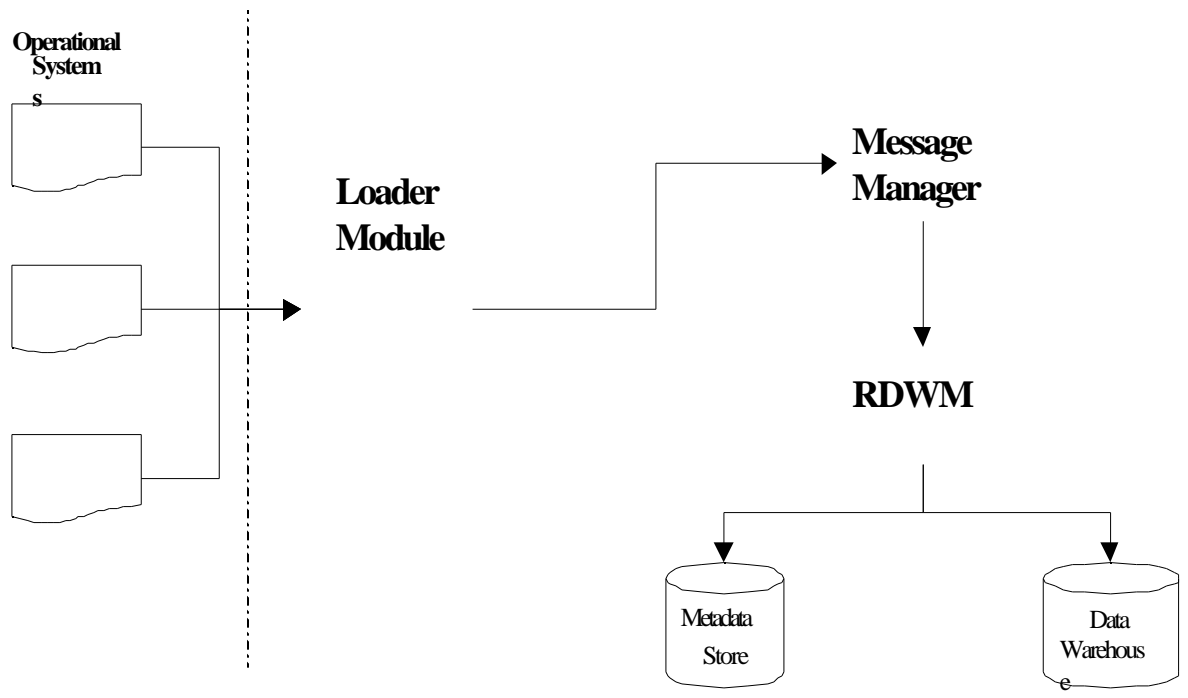 Operational
System
s
Loader
Module
Message
Manager
RDWM
Metadata
Store
Data
Warehous
e